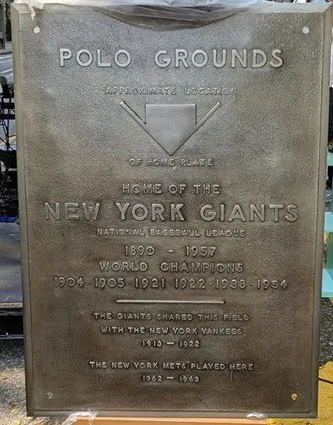 POLO GROUNDS
APPROXIMATE LOCATION
OF HOME PLATE
HOME OF THE
NEW YORK GIANTS
NATIONAL BASEBALL LEAGUE
1890 - 1957
WORLD CHAMPIONS
1904·1905 1921 1922·1933·1954
THE GIANTS SHARED THIS FIELD
WITH THE NEW YORK YANKEES
1913 - 1922
THE NEW YORK METS PLAYED HERE
1962 - 1963